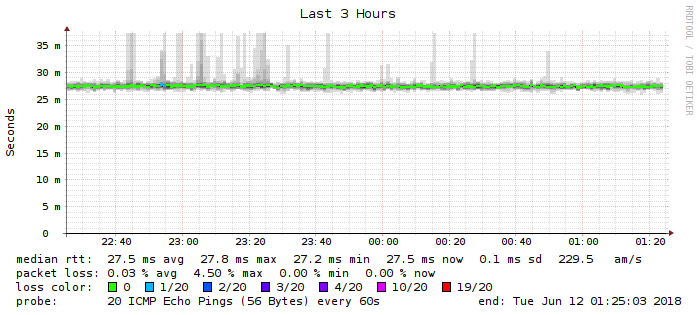 Last 3 Hours
RRDTOOL / TOBI OETIKER
Seconds
35 m
30 m
25 m
20 m
15 m
10 m
5 m
0
22:40 23:00 23:20 23:40 00:00 00:20 00:40 01:00 01:20
median rtt: 27.5 ms avg 27.8 ms max 27.2 ms min 27.5 ms now 0.1 ms sd 229.5 am/s
packet loss: 0.03 % avg 4.50 % max 0.00 % min 0.00 % now
loss color: 0 1/20 2/20 3/20 4/20 10/20 19/20
probe: 20 ICMP Echo Pings (56 Bytes) every 60s end: Tue Jun 12 01:25:03 2018